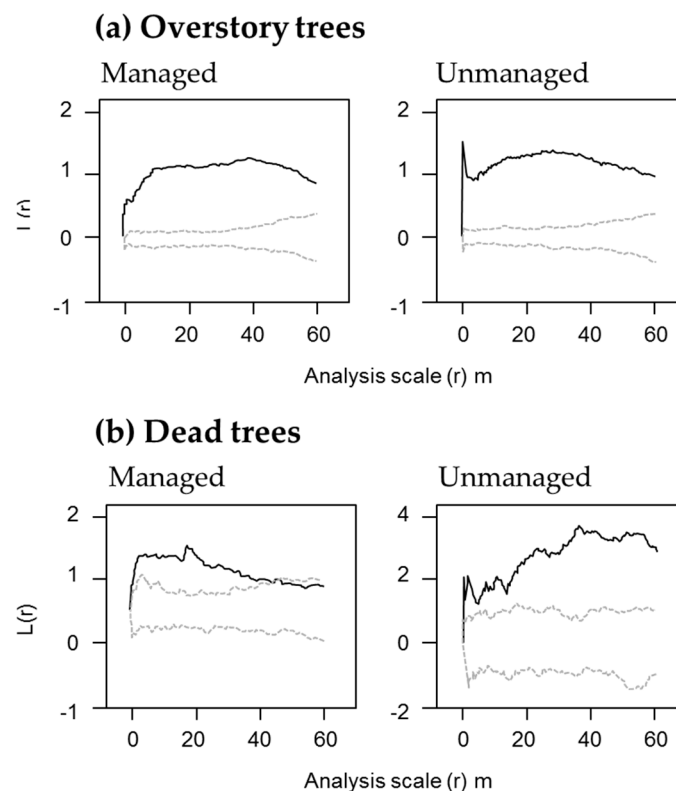 (a) Overstory trees
Managed
Unmanaged
2
1
0
-1
L(r)
0 20 40 60
2
1
0
-1
0 20 40 60
Analysis scale (r) m
(b) Dead trees
Managed
Unmanaged
2
1
0
-1
L(r)
0 20 40 60
4
2
0
-2
0 20 40 60
Analysis scale (r) m